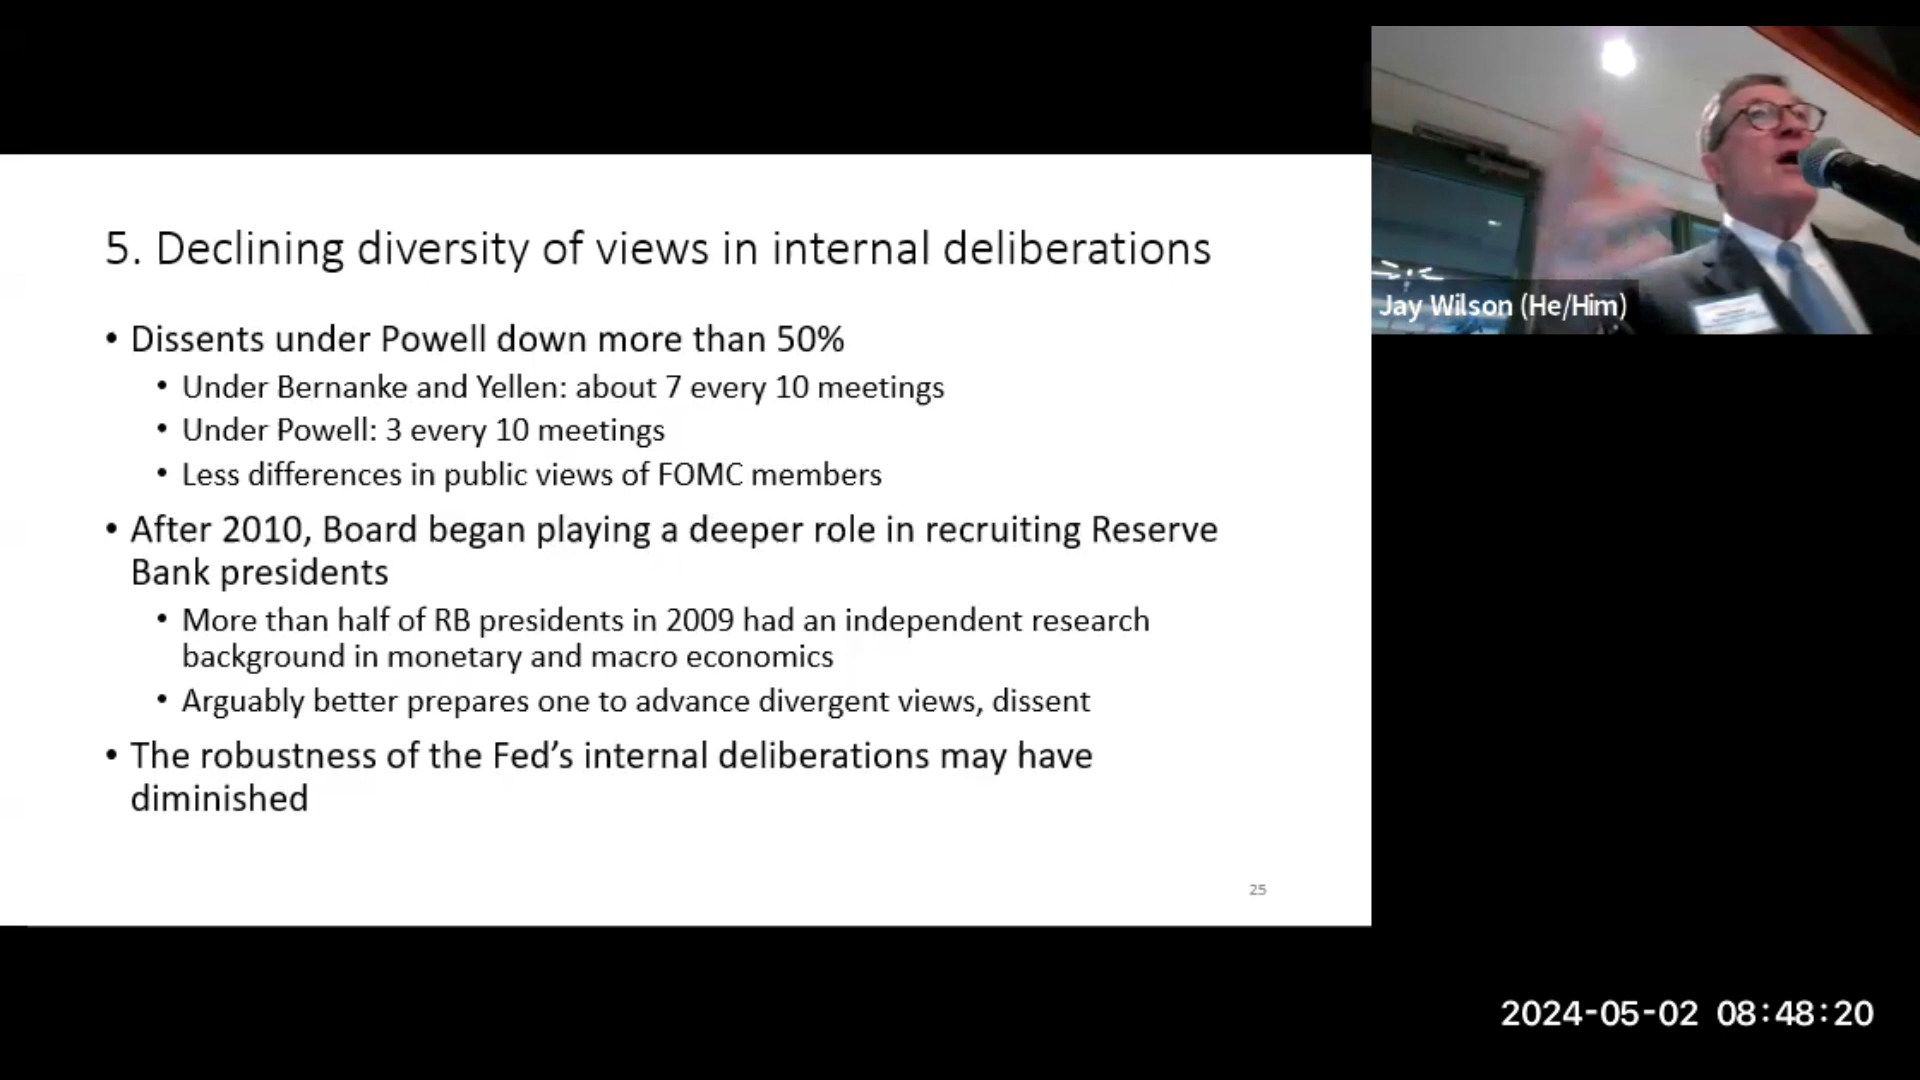 5. Declining diversity of views in internal deliberations
• Dissents under Powell down more than 50%
• Under Bernanke and Yellen: about 7 every 10 meetings
• Under Powell: 3 every 10 meetings
• Less differences in public views of FOMC members
• After 2010, Board began playing a deeper role in recruiting Reserve
Bank presidents
• More than half of RB presidents in 2009 had an independent research
background in monetary and macro economics
• Arguably better prepares one to advance divergent views, dissent
• The robustness of the Fed’s internal deliberations may have
diminished
25
Jay Wilson (He/Him)
2024-05-02 08:48:20